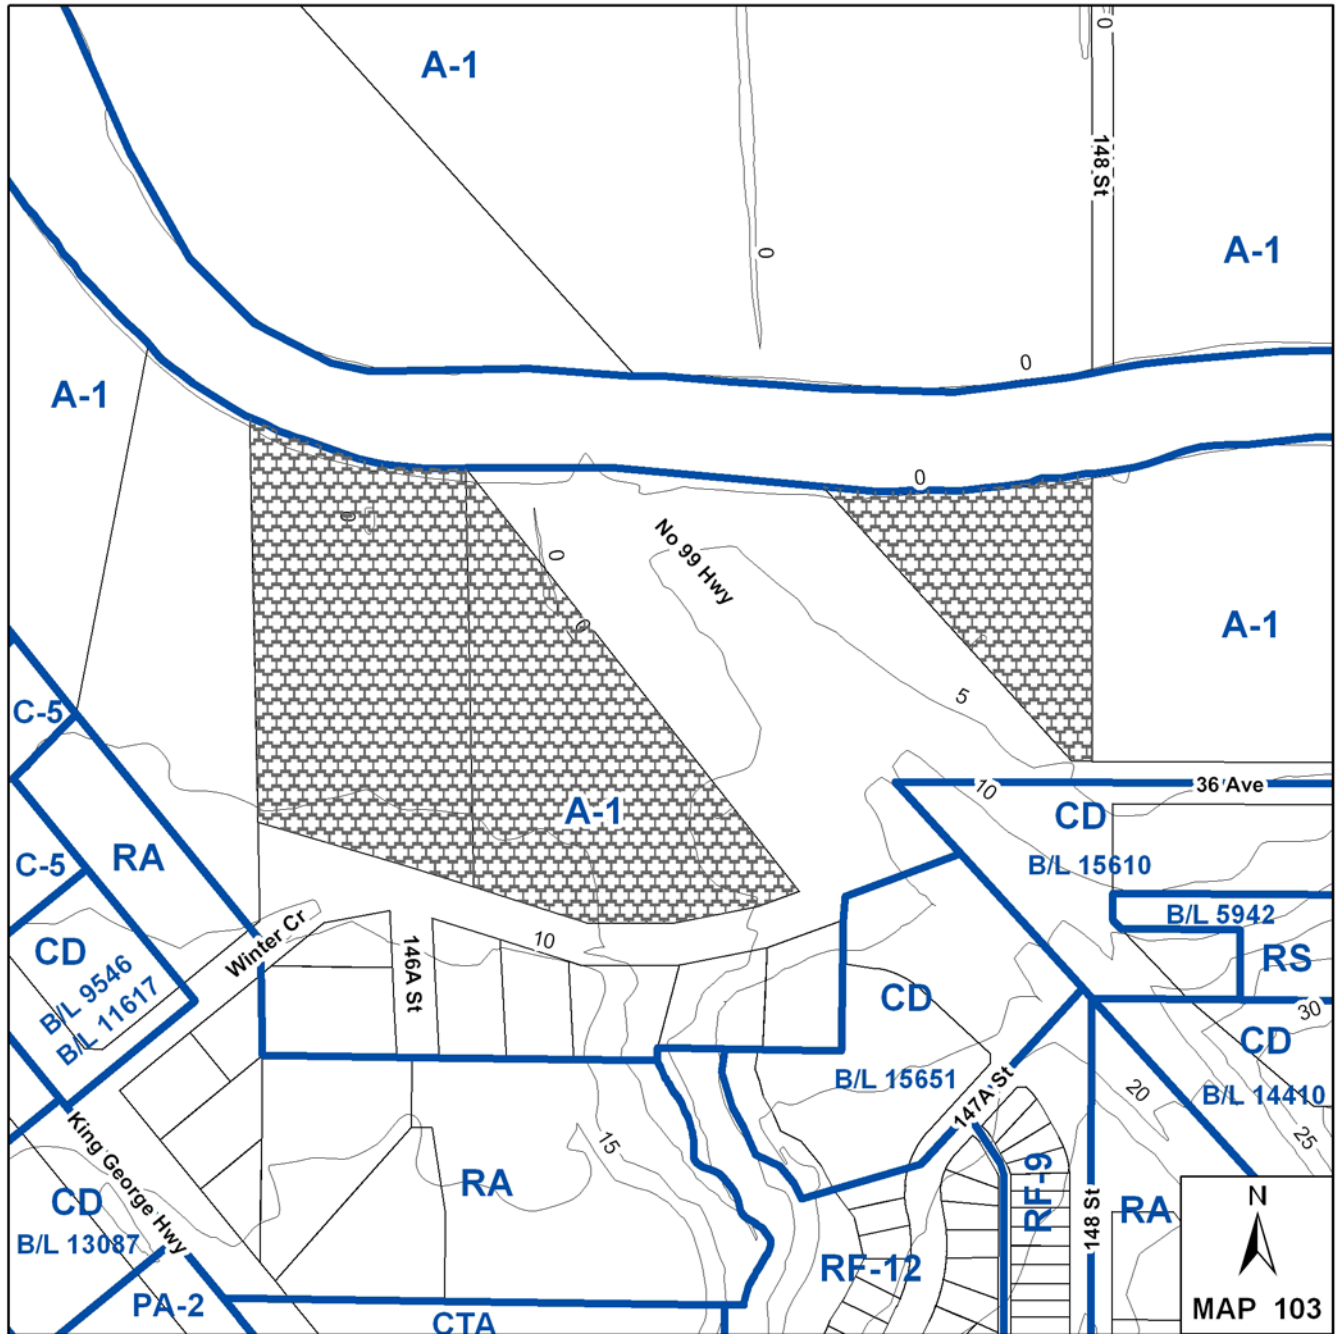 A-1
0
148 St
0
A-1
0
A-1
0
0
0
No 99 Hwy
0
A-1
5
C-5
36 Ave
10
A-1
CD
RA
C-5
B/L 15610
B/L 5942
Winter Cr
10
146A St
CD
B/L 9546
B/L 11617
RS
CD
30
CD
B/L 15651
147A St
20
B/L 14410
25
King George Hwy
15
RA
RF-9
148 St
RA
CD
B/L 13087
RF-12
PA-2
CTA
N
MAP 103